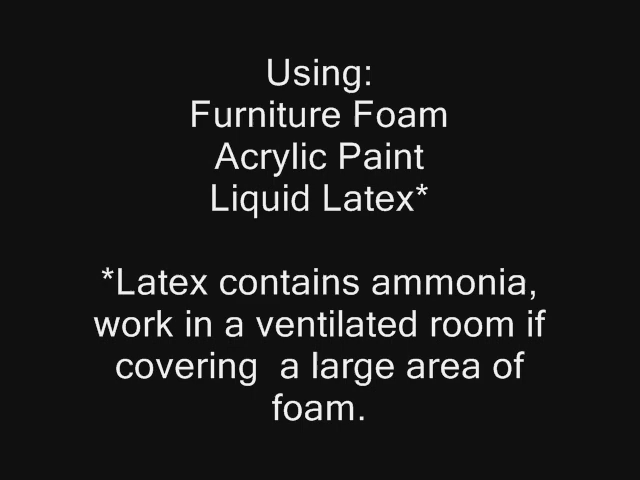 Using:
Furniture Foam
Acrylic Paint
Liquid Latex*
*Latex contains ammonia,
work in a ventilated room if
covering  a large area of
foam.